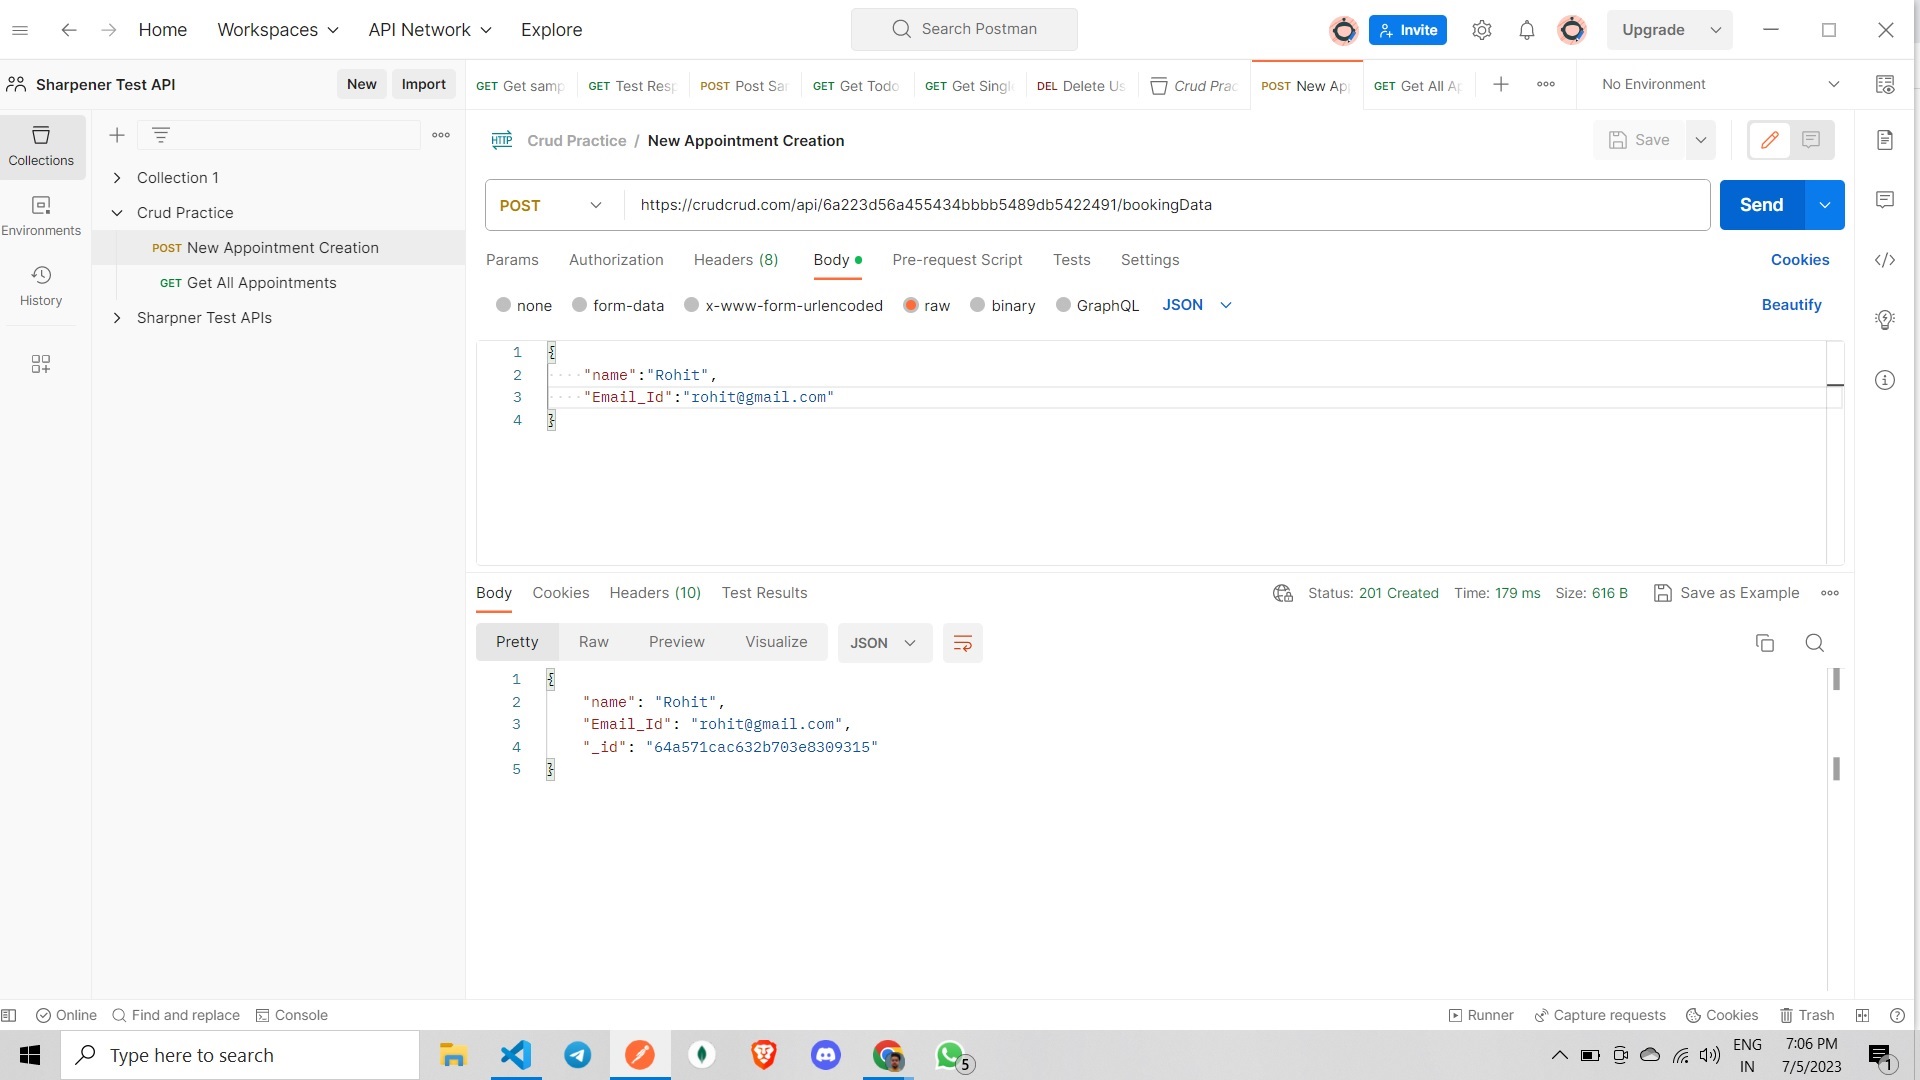 Home Workspaces API Network Explore Search Postman Invite Upgrade
Sharpener Test API New Import GET Get samp GET Test Resp POST Post Sar GET Get Todo GET Get Singl DEL Delete Us Crud Prac POST New App GET Get All Ap No Environment
Collections
Environments
History
Collection 1
Crud Practice
POST New Appointment Creation
GET Get All Appointments
Sharpner Test APIs
HTTP Crud Practice / New Appointment Creation Save
POST https://crudcrud.com/api/6a223d56a455434bbbb5489db5422491/bookingData Send
Params Authorization Headers (8) Body Pre-request Script Tests Settings Cookies
none form-data x-www-form-urlencoded raw binary GraphQL JSON Beautify
1 {
2 "name":"Rohit",
3 "Email_Id":"rohit@gmail.com"
4 }
Body Cookies Headers (10) Test Results Status: 201 Created Time: 179 ms Size: 616 B Save as Example
Pretty Raw Preview Visualize JSON
1 {
2 "name": "Rohit",
3 "Email_Id": "rohit@gmail.com",
4 "_id": "64a571cac632b703e8309315"
5 }
Online Find and replace Console Runner Capture requests Cookies Trash
Type here to search 5 ENG 7:06 PM
IN 7/5/2023 1